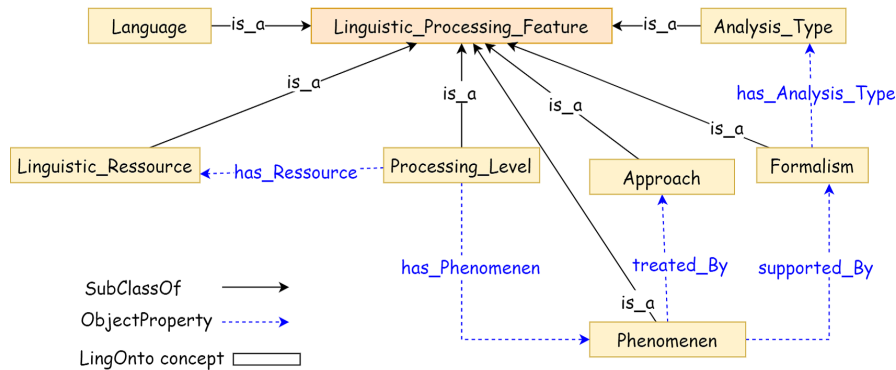 Language
is_a
Linguistic_Processing_Feature
is_a
Analysis_Type
is_a
is_a
is_a
has_Analysis_Type
is_a
Linguistic_Ressource
has_Ressource
Processing_Level
Approach
Formalism
has_Phenomenen
treated_By
supported_By
is_a
Phenomenen
SubClassOf
ObjectProperty
LingOnto concept